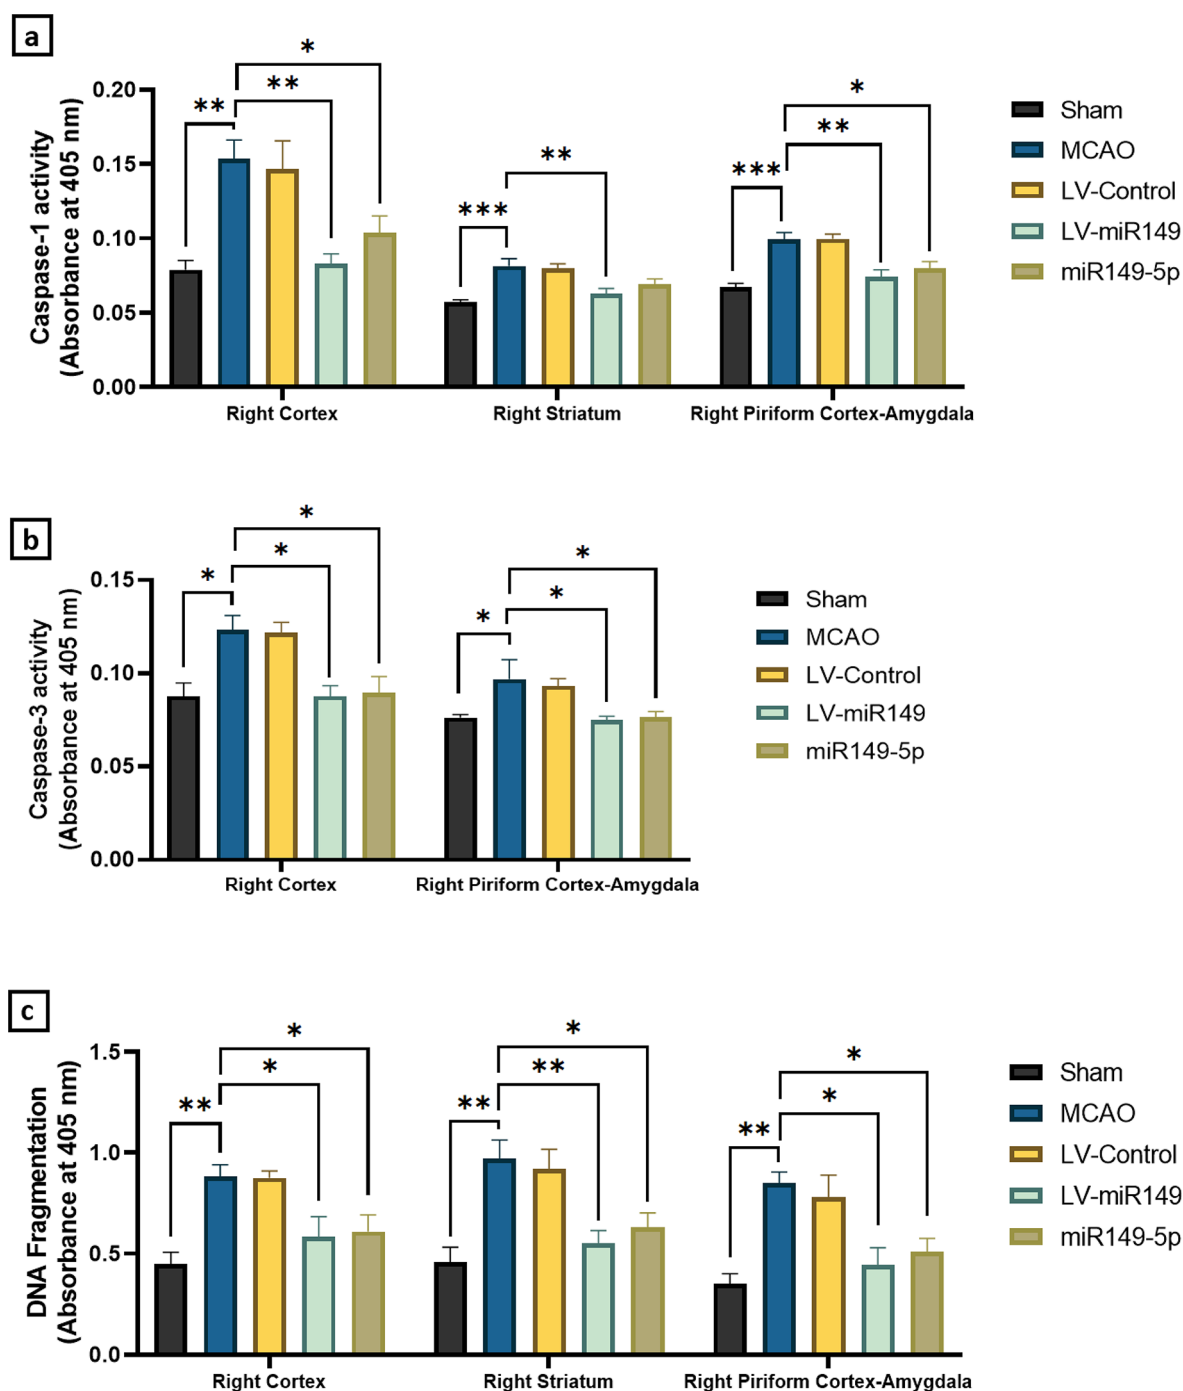 a
*
** **
*
0.20
0.15
0.10
0.05
0.00
Caspase-1 activity
(Absorbance at 405 nm)
**
***
***
**
Right Cortex
Right Striatum
Right Piriform Cortex-Amygdala
Sham
MCAO
LV-Control
LV-miR149
miR149-5p
b
*
*
*
*
*
*
0.15
0.10
0.05
0.00
Caspase-3 activity
(Absorbance at 405 nm)
Right Cortex
Right Piriform Cortex-Amygdala
Sham
MCAO
LV-Control
LV-miR149
miR149-5p
c
*
*
**
*
**
**
*
*
**
1.5
1.0
0.5
0.0
DNA Fragmentation
(Absorbance at 405 nm)
Right Cortex
Right Striatum
Right Piriform Cortex-Amygdala
Sham
MCAO
LV-Control
LV-miR149
miR149-5p